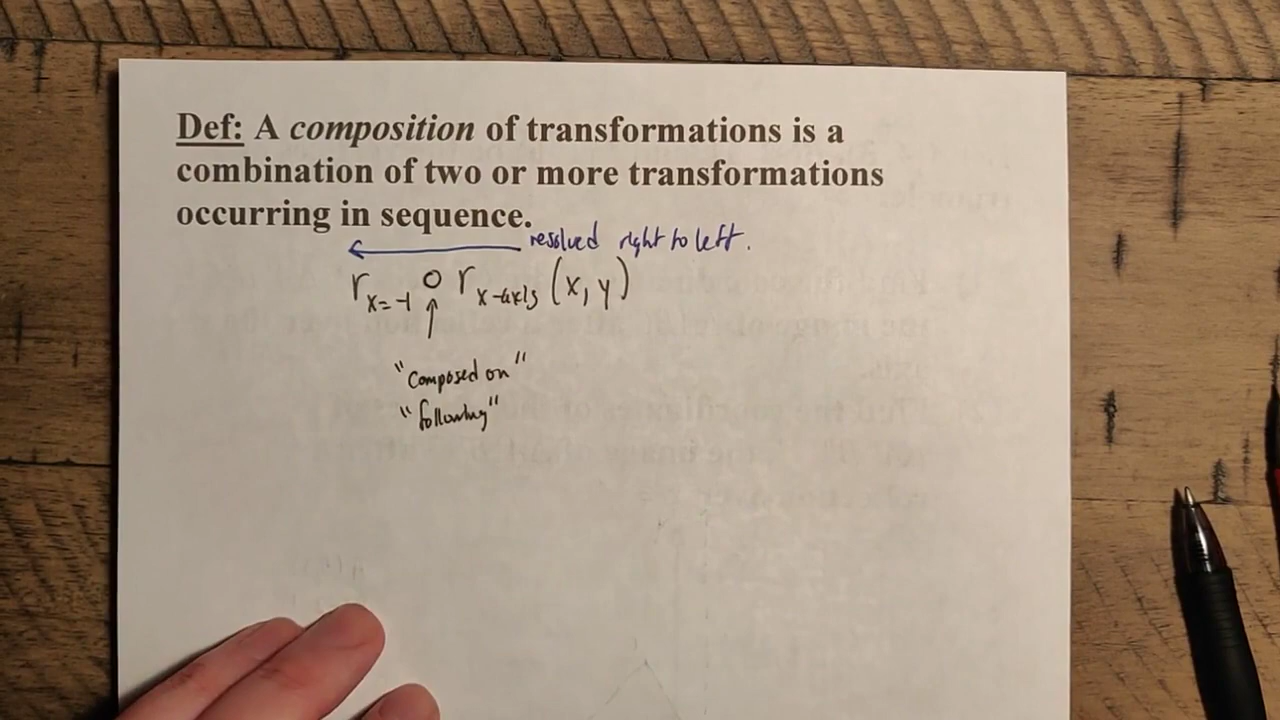 Def: A composition of transformations is a
combination of two or more transformations
occurring in sequence.
resolved right to left.
r x=-1 ∘ r x-axis (x, y)
"Composed on"
"following"